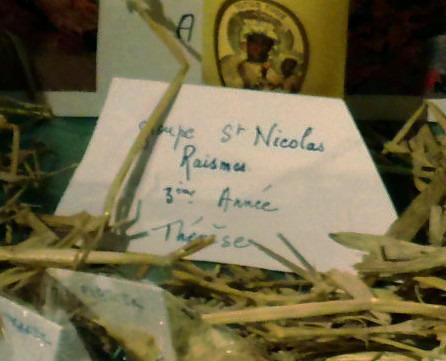 A
Groupe St Nicolas
Raismes
3ème Année
Thérèse